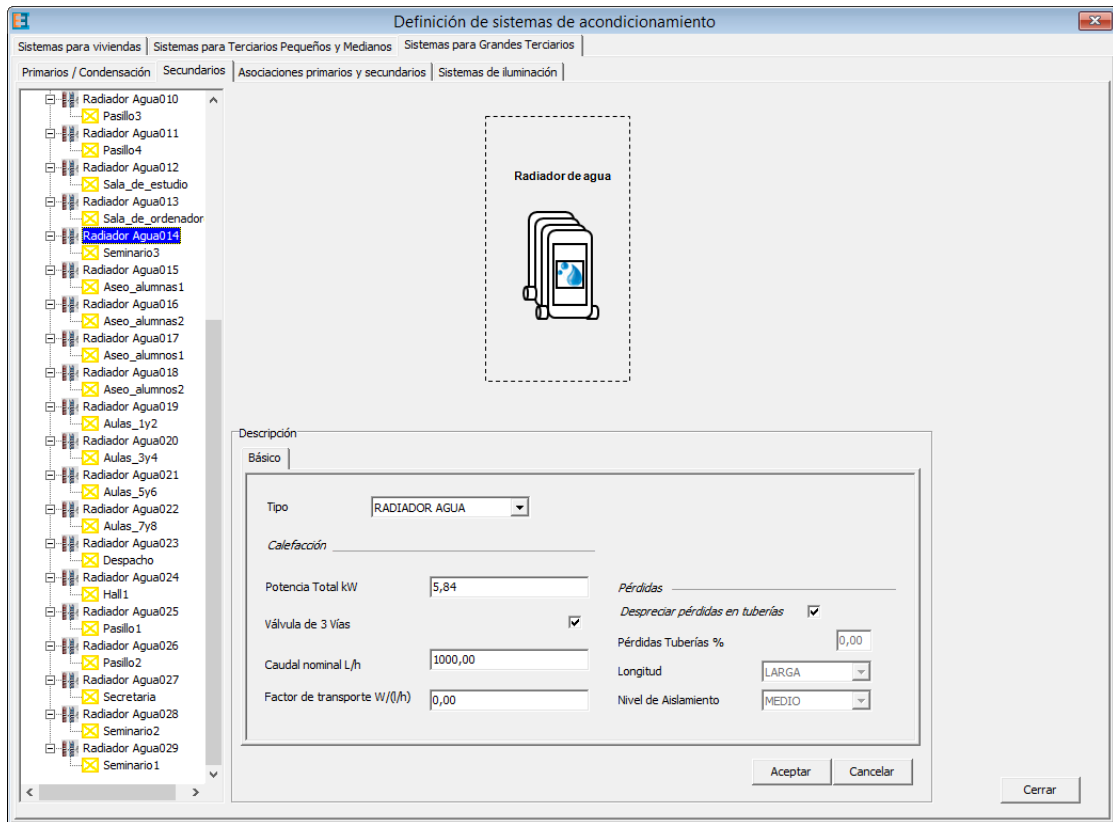 Definición de sistemas de acondicionamiento
Sistemas para viviendas Sistemas para Terciarios Pequeños y Medianos Sistemas para Grandes Terciarios
Primarios / Condensación Secundarios Asociaciones primarios y secundarios Sistemas de iluminación
Radiador Agua010
Pasillo3
Radiador Agua011
Pasillo4
Radiador Agua012
Sala_de_estudio
Radiador Agua013
Sala_de_ordenador
Radiador Agua014
Seminario3
Radiador Agua015
Aseo_alumnas1
Radiador Agua016
Aseo_alumnas2
Radiador Agua017
Aseo_alumnos1
Radiador Agua018
Aseo_alumnos2
Radiador Agua019
Aulas_1y2
Radiador Agua020
Aulas_3y4
Radiador Agua021
Aulas_5y6
Radiador Agua022
Aulas_7y8
Radiador Agua023
Despacho
Radiador Agua024
Hall1
Radiador Agua025
Pasillo1
Radiador Agua026
Pasillo2
Radiador Agua027
Secretaria
Radiador Agua028
Seminario2
Radiador Agua029
Seminario1
Radiador de agua
Descripción
Básico
Tipo RADIADOR AGUA
Calefacción
Potencia Total kW 5,84
Válvula de 3 Vías
Caudal nominal L/h 1000,00
Factor de transporte W/(l/h) 0,00
Pérdidas
Despreciar pérdidas en tuberías
Pérdidas Tuberías % 0,00
Longitud LARGA
Nivel de Aislamiento MEDIO
Aceptar Cancelar
Cerrar